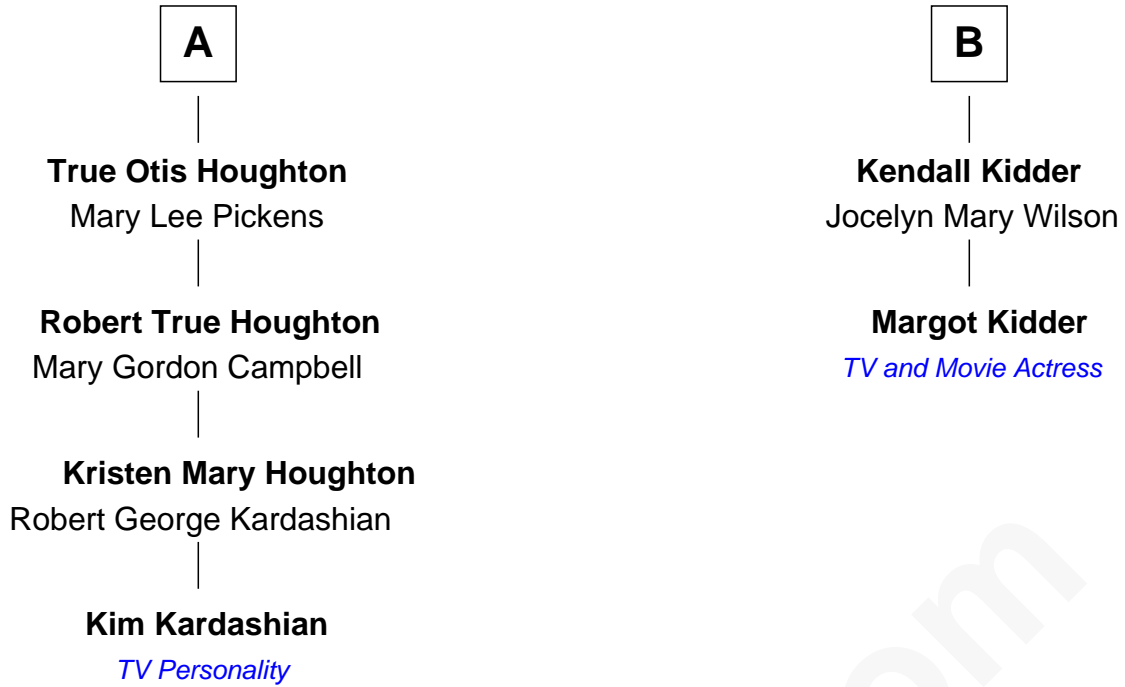 A
True Otis Houghton
Mary Lee Pickens
Robert True Houghton
Mary Gordon Campbell
Kristen Mary Houghton
Robert George Kardashian
Kim Kardashian
TV Personality
B
Kendall Kidder
Jocelyn Mary Wilson
Margot Kidder
TV and Movie Actress
om